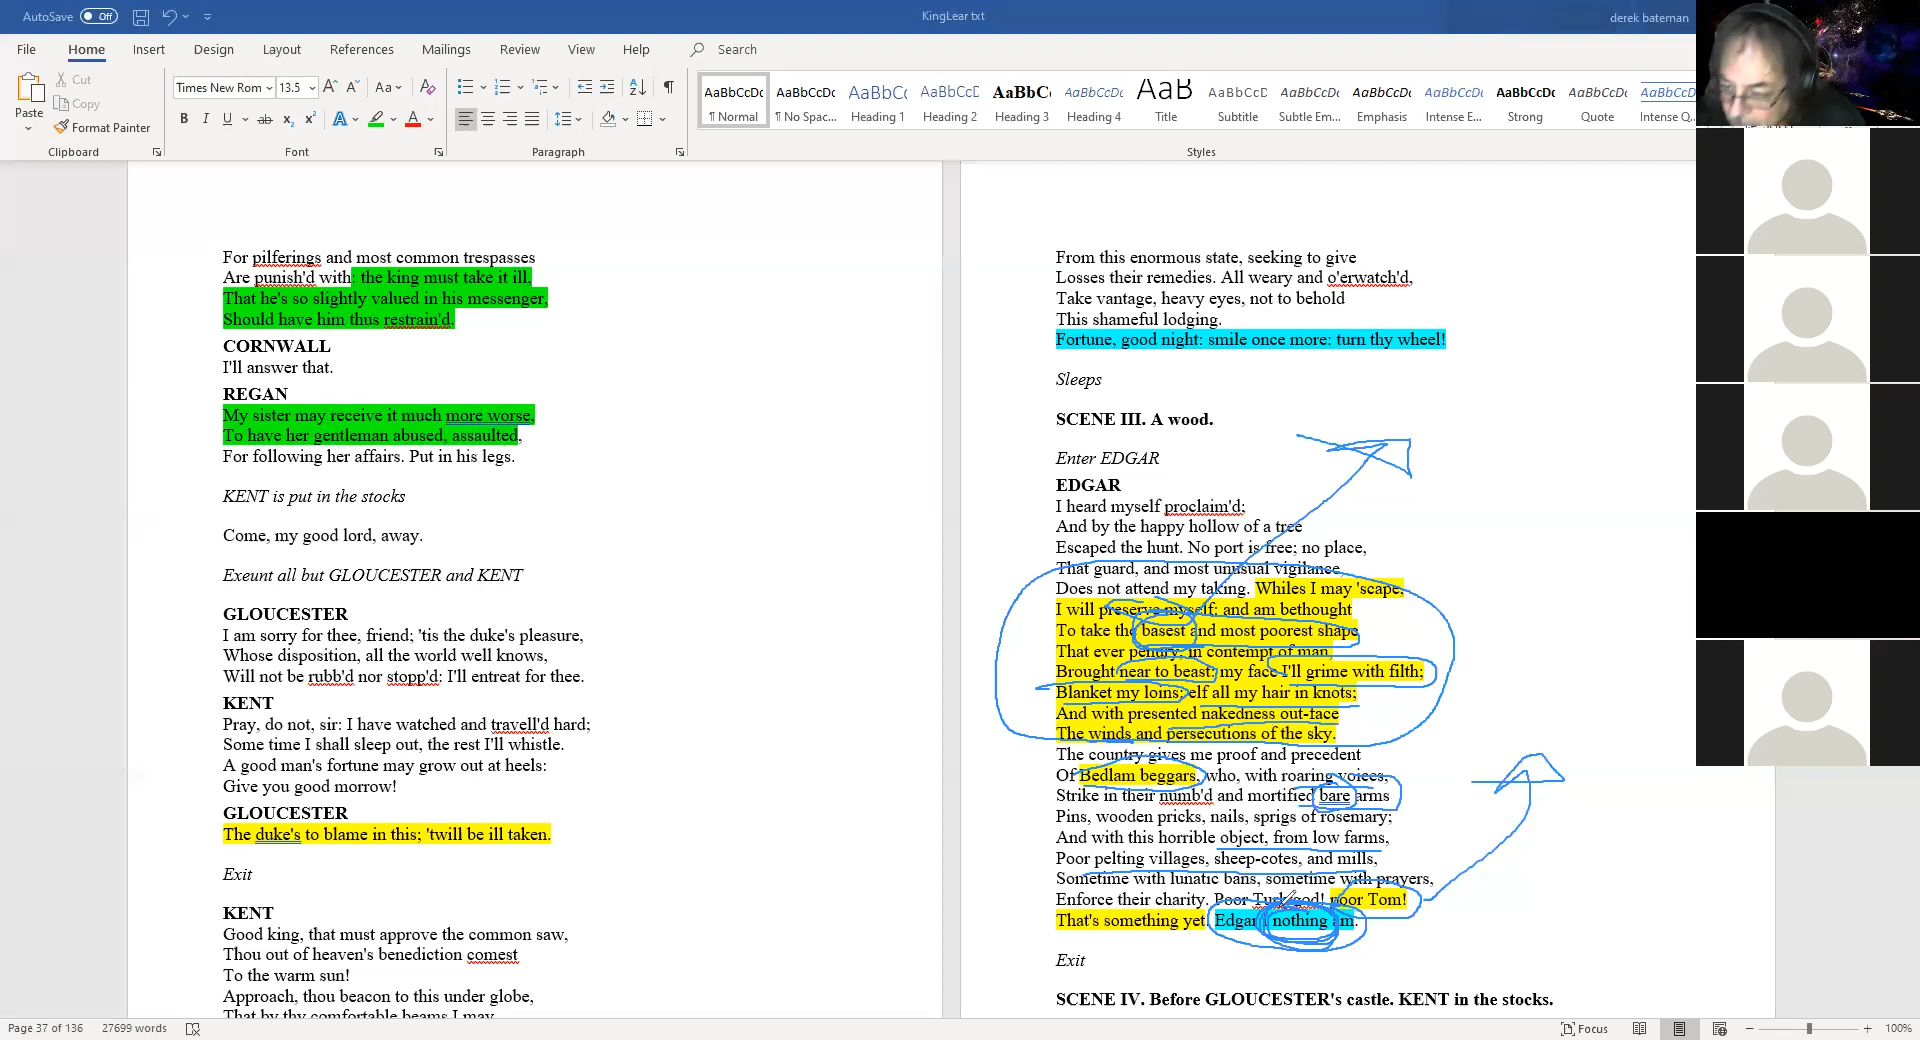 AutoSave Off
KingLear txt
derek bateman
File Home Insert Design Layout References Mailings Review View Help Search
Paste
Cut
Copy
Format Painter
Clipboard
Times New Rom 13.5
Font
Paragraph
AaBbCcDc AaBbCcDc AaBbCc AaBbCcD AaBbCc AaBbCcDc AaB AaBbCcD AaBbCcDc AaBbCcDc AaBbCcDc AaBbCcDc AaBbCcDc AaBbCcDc
¶ Normal ¶ No Spac... Heading 1 Heading 2 Heading 3 Heading 4 Title Subtitle Subtle Em... Emphasis Intense E... Strong Quote Intense Q...
Styles
For pilferings and most common trespasses
Are punish'd with: the king must take it ill,
That he's so slightly valued in his messenger,
Should have him thus restrain'd.
CORNWALL
I'll answer that.
REGAN
My sister may receive it much more worse,
To have her gentleman abused, assaulted,
For following her affairs. Put in his legs.
KENT is put in the stocks
Come, my good lord, away.
Exeunt all but GLOUCESTER and KENT
GLOUCESTER
I am sorry for thee, friend; 'tis the duke's pleasure,
Whose disposition, all the world well knows,
Will not be rubb'd nor stopp'd: I'll entreat for thee.
KENT
Pray, do not, sir: I have watched and travell'd hard;
Some time I shall sleep out, the rest I'll whistle.
A good man's fortune may grow out at heels:
Give you good morrow!
GLOUCESTER
The duke's to blame in this; 'twill be ill taken.
Exit
KENT
Good king, that must approve the common saw,
Thou out of heaven's benediction comest
To the warm sun!
Approach, thou beacon to this under globe,
That by thy comfortable beams I may
From this enormous state, seeking to give
Losses their remedies. All weary and o'erwatch'd,
Take vantage, heavy eyes, not to behold
This shameful lodging.
Fortune, good night: smile once more: turn thy wheel!
Sleeps
SCENE III. A wood.
Enter EDGAR
EDGAR
I heard myself proclaim'd;
And by the happy hollow of a tree
Escaped the hunt. No port is free; no place,
That guard, and most unusual vigilance,
Does not attend my taking. Whiles I may 'scape,
I will preserve myself: and am bethought
To take the basest and most poorest shape
That ever penury, in contempt of man,
Brought near to beast: my face I'll grime with filth;
Blanket my loins; elf all my hair in knots;
And with presented nakedness out-face
The winds and persecutions of the sky.
The country gives me proof and precedent
Of Bedlam beggars, who, with roaring voices,
Strike in their numb'd and mortified bare arms
Pins, wooden pricks, nails, sprigs of rosemary;
And with this horrible object, from low farms,
Poor pelting villages, sheep-cotes, and mills,
Sometime with lunatic bans, sometime with prayers,
Enforce their charity. Poor Turlygod! poor Tom!
That's something yet: Edgar I nothing am.
Exit
SCENE IV. Before GLOUCESTER's castle. KENT in the stocks.
Page 37 of 136 27699 words
Focus
100%